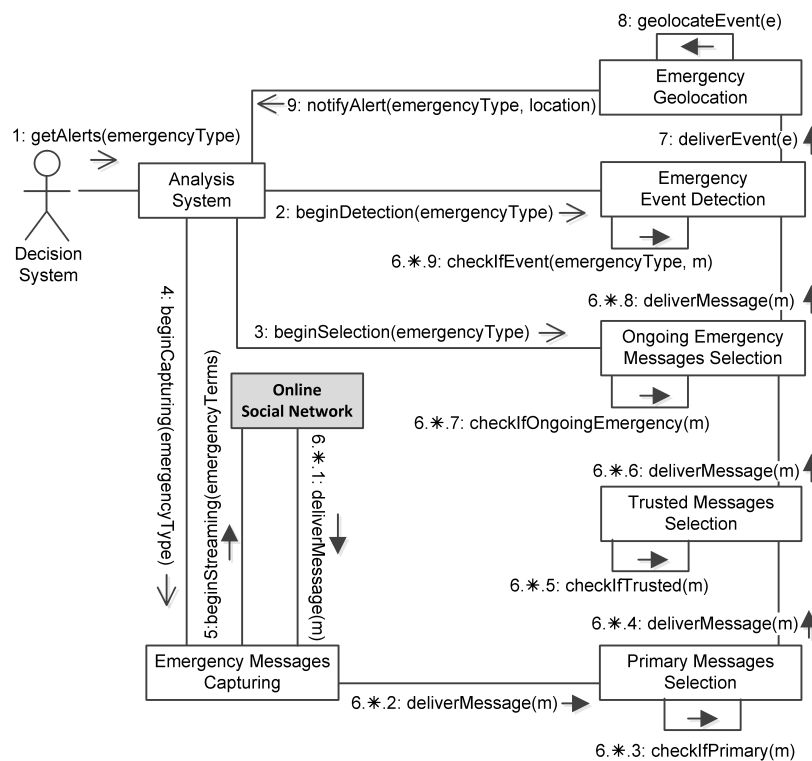 8: geolocateEvent(e)
Emergency
Geolocation
9: notifyAlert(emergencyType, location)
1: getAlerts(emergencyType)
7: deliverEvent(e)
Analysis
System
Emergency
Event Detection
2: beginDetection(emergencyType)
Decision
System
6.✳.9: checkIfEvent(emergencyType, m)
6.✳.8: deliverMessage(m)
3: beginSelection(emergencyType)
Ongoing Emergency
Messages Selection
4: beginCapturing(emergencyType)
5:beginStreaming(emergencyTerms)
Online
Social Network
6.✳.7: checkIfOngoingEmergency(m)
6.✳.1: deliverMessage(m)
6.✳.6: deliverMessage(m)
Trusted Messages
Selection
6.✳.5: checkIfTrusted(m)
6.✳.4: deliverMessage(m)
Emergency Messages
Capturing
Primary Messages
Selection
6.✳.2: deliverMessage(m)
6.✳.3: checkIfPrimary(m)